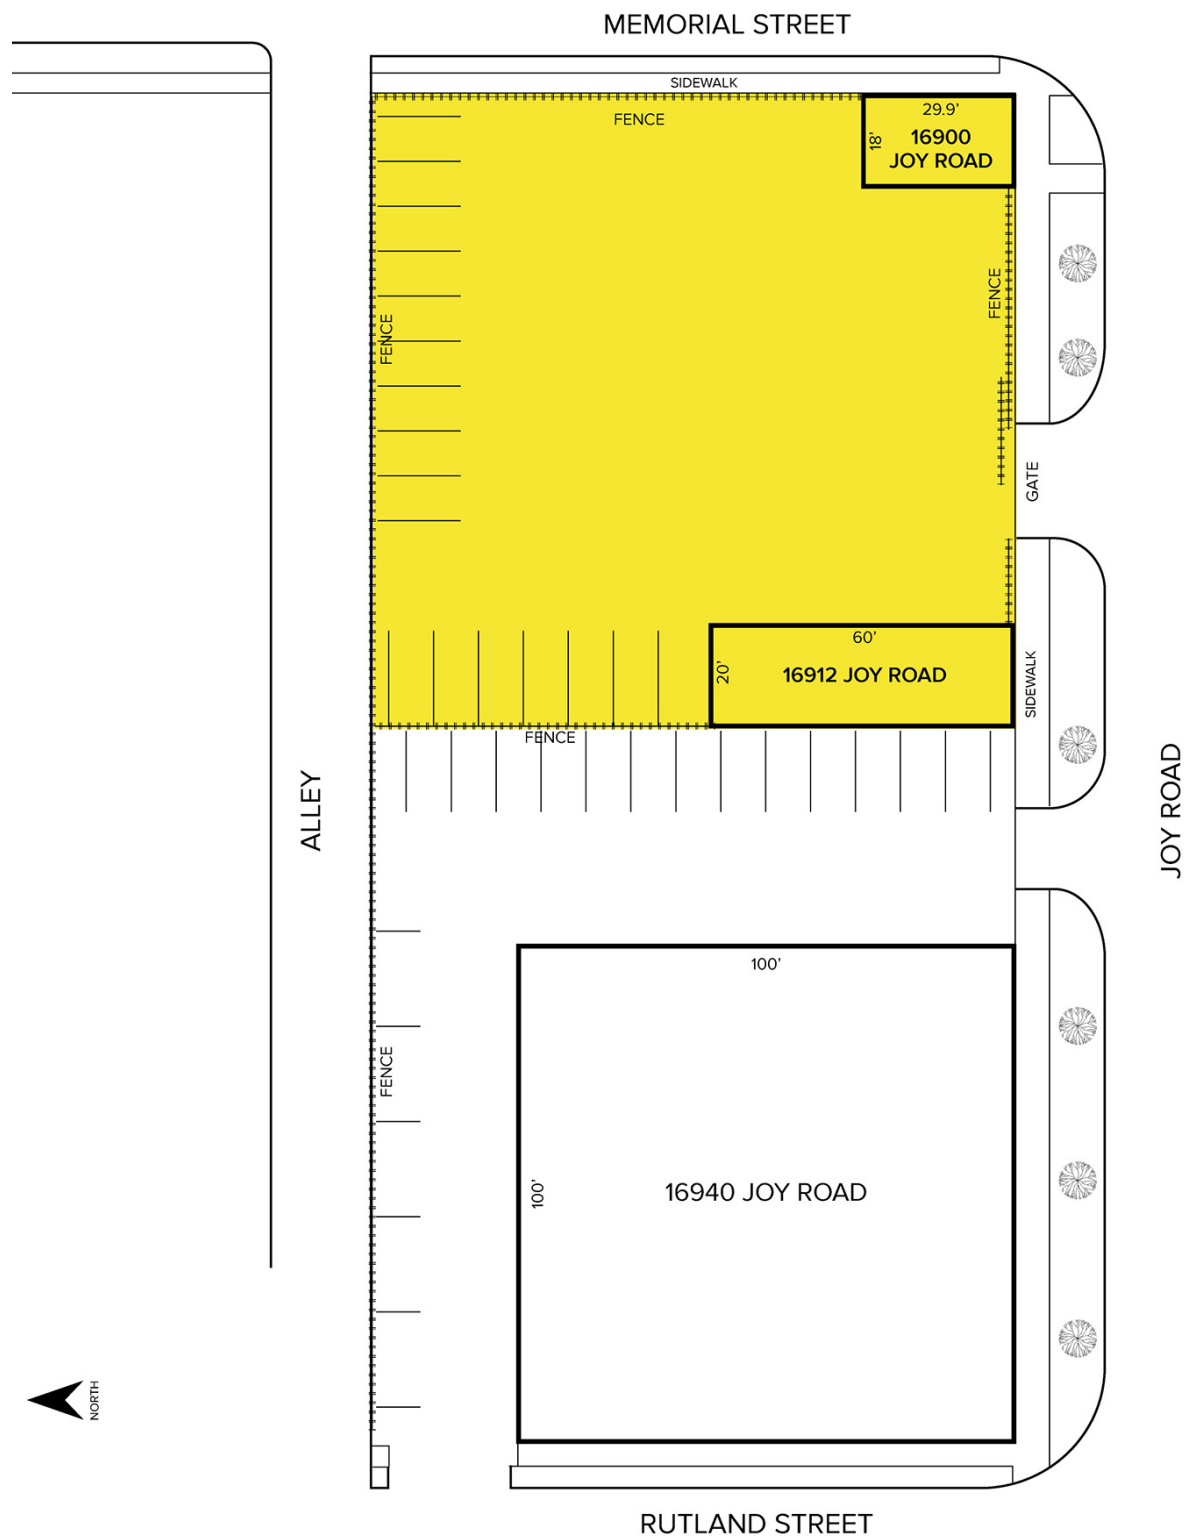 MEMORIAL STREET
SIDEWALK
FENCE
29.9’
18’
16900
JOY ROAD
FENCE
FENCE
GATE
60’
20’
16912 JOY ROAD
SIDEWALK
FENCE
ALLEY
JOY ROAD
100’
FENCE
100’
16940 JOY ROAD
NORTH
RUTLAND STREET